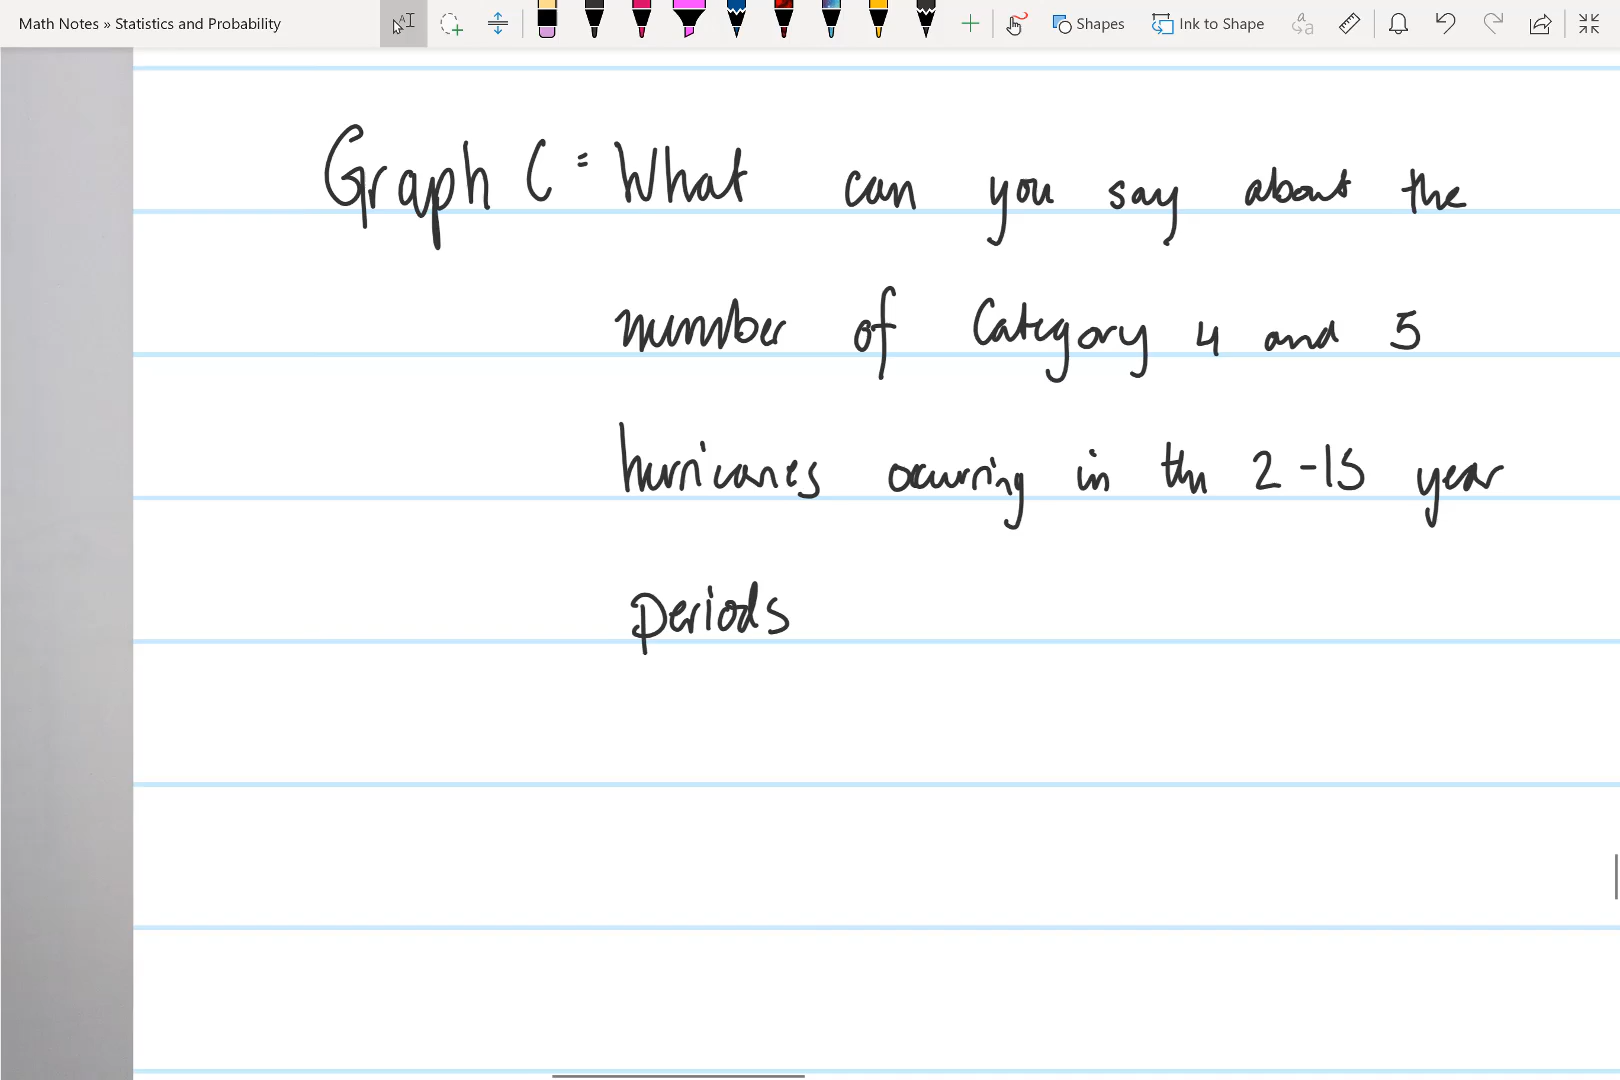 Math Notes » Statistics and Probability
Shapes
Ink to Shape
Graph C: What can you say about the
number of Category 4 and 5
hurricanes ocurring in the 2-15 year
periods